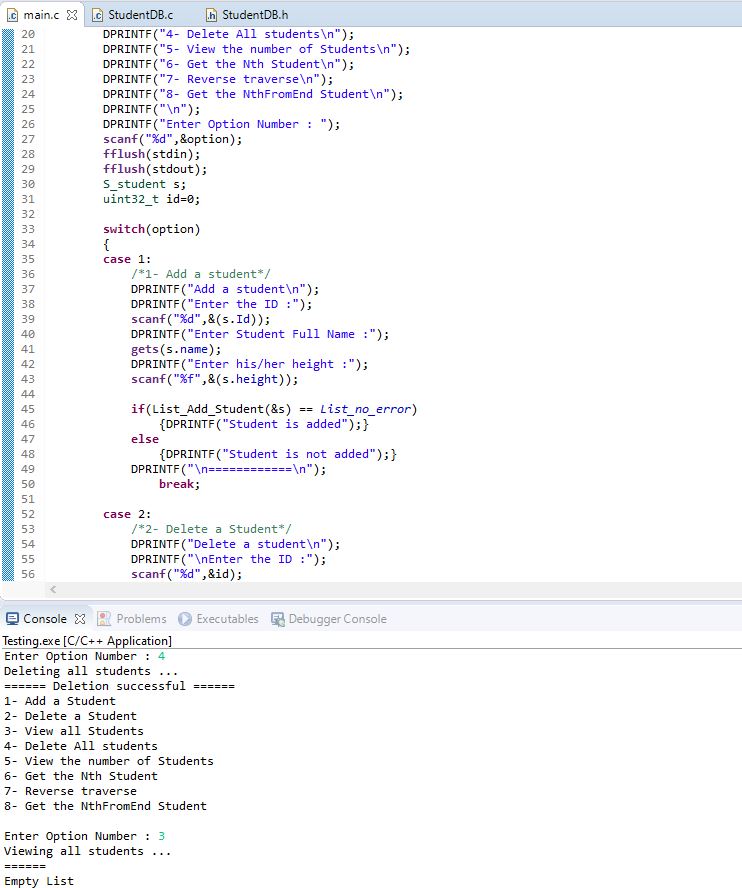 main.c StudentDB.c StudentDB.h
20 DPRINTF("4- Delete All students\n");
21 DPRINTF("5- View the number of Students\n");
22 DPRINTF("6- Get the Nth Student\n");
23 DPRINTF("7- Reverse traverse\n");
24 DPRINTF("8- Get the NthFromEnd Student\n");
25 DPRINTF("\n");
26 DPRINTF("Enter Option Number : ");
27 scanf("%d",&option);
28 fflush(stdin);
29 fflush(stdout);
30 S_student s;
31 uint32_t id=0;
32
33 switch(option)
34 {
35 case 1:
36 /*1- Add a student*/
37 DPRINTF("Add a student\n");
38 DPRINTF("Enter the ID :");
39 scanf("%d",&(s.Id));
40 DPRINTF("Enter Student Full Name :");
41 gets(s.name);
42 DPRINTF("Enter his/her height :");
43 scanf("%f",&(s.height));
44
45 if(List_Add_Student(&s) == List_no_error)
46 {DPRINTF("Student is added");}
47 else
48 {DPRINTF("Student is not added");}
49 DPRINTF("\n============\n");
50 break;
51
52 case 2:
53 /*2- Delete a Student*/
54 DPRINTF("Delete a student\n");
55 DPRINTF("\nEnter the ID :");
56 scanf("%d",&id);
Console Problems Executables Debugger Console
Testing.exe [C/C++ Application]
Enter Option Number : 4
Deleting all students ...
====== Deletion successful ======
1- Add a Student
2- Delete a Student
3- View all Students
4- Delete All students
5- View the number of Students
6- Get the Nth Student
7- Reverse traverse
8- Get the NthFromEnd Student
Enter Option Number : 3
Viewing all students ...
======
Empty List